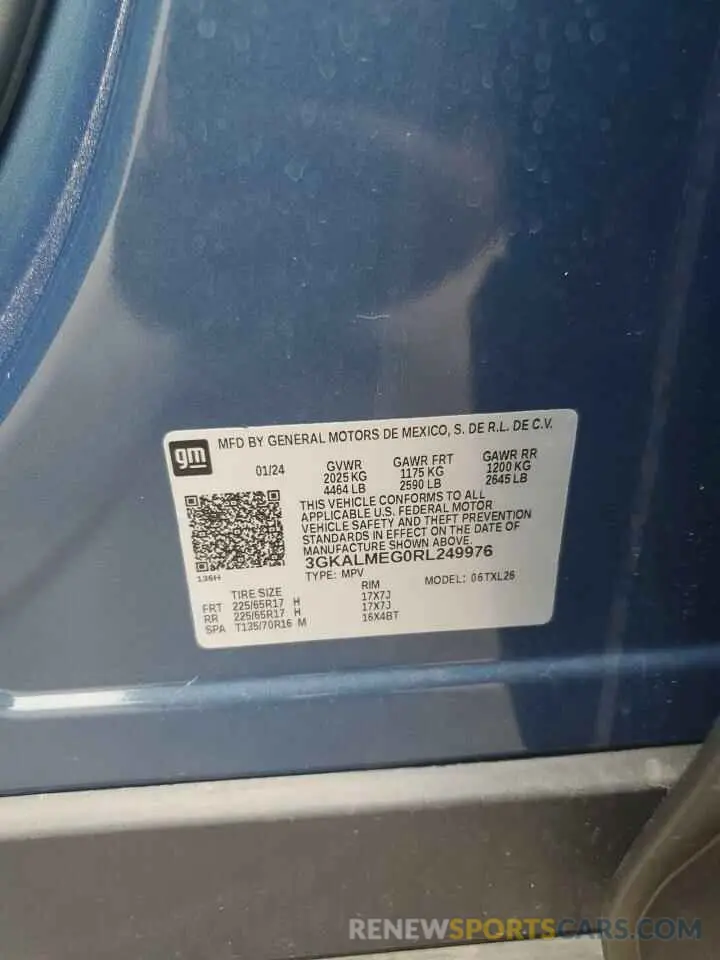 gm
MFD BY GENERAL MOTORS DE MEXICO, S. DE R.L. DE C.V.
01/24 GVWR GAWR FRT GAWR RR
2025 KG 1175 KG 1200 KG
4464 LB 2590 LB 2645 LB
THIS VEHICLE CONFORMS TO ALL
APPLICABLE U.S. FEDERAL MOTOR
VEHICLE SAFETY AND THEFT PREVENTION
STANDARDS IN EFFECT ON THE DATE OF
MANUFACTURE SHOWN ABOVE.
136H
3GKALMEG0RL249976
TYPE: MPV MODEL: 06TXL26
TIRE SIZE RIM
FRT 225/65R17 H 17X7J
RR 225/65R17 H 17X7J
SPA T135/70R16 M 16X4BT
RENEWSPORTSCARS.COM